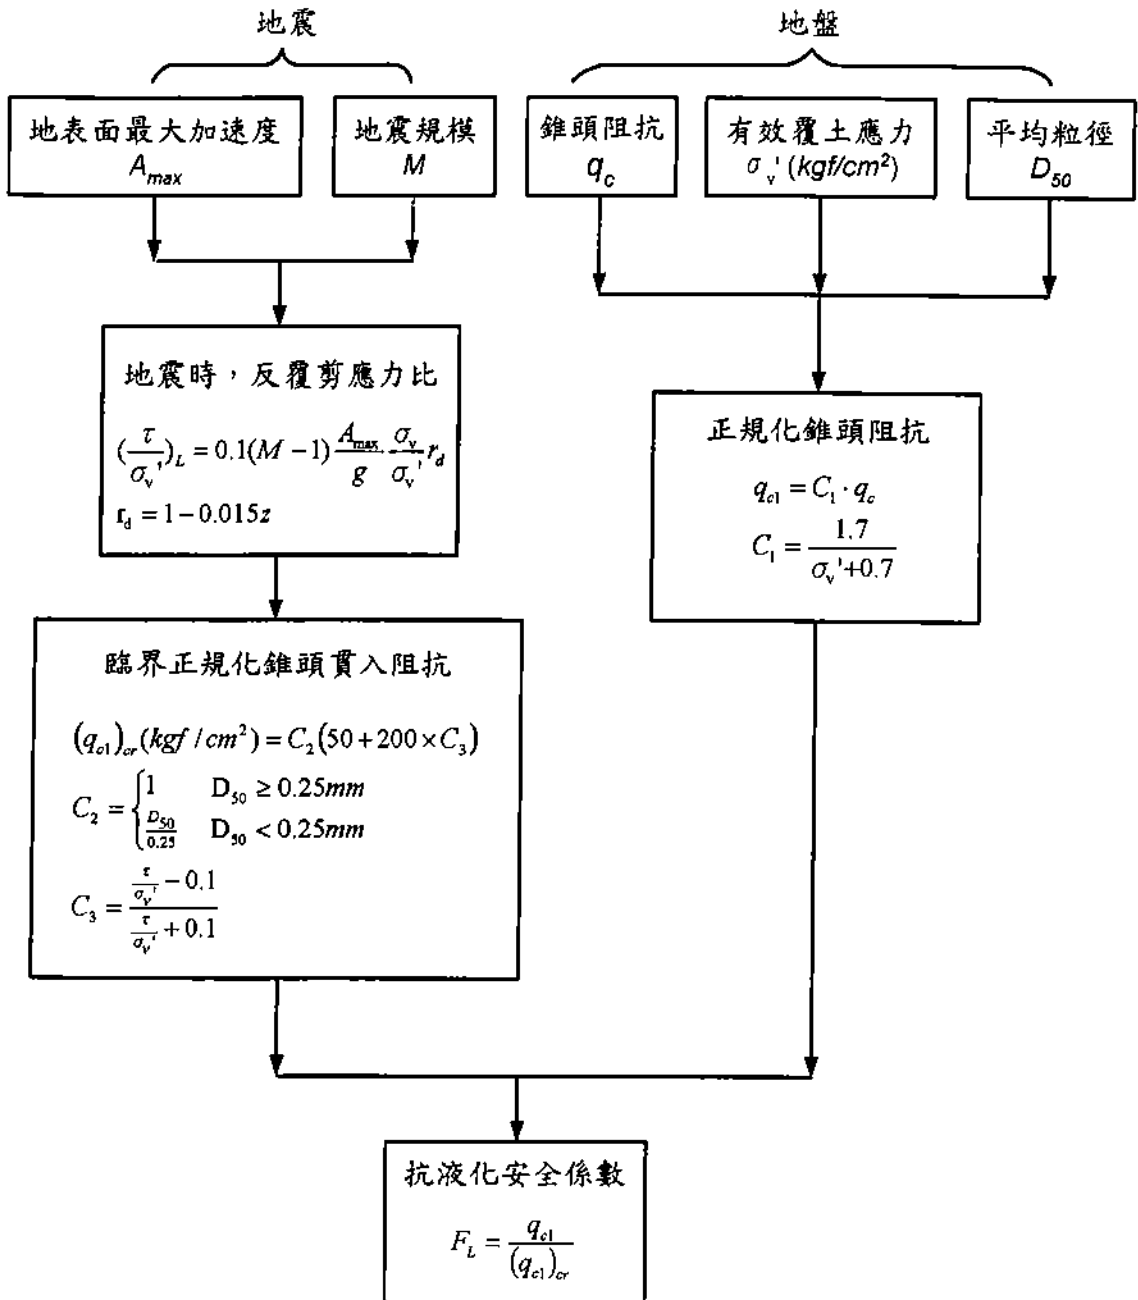 地震
地盤
地表面最大加速度
A_max
地震規模
M
錐頭阻抗
q_c
有效覆土應力
σ_v' (kgf/cm²)
平均粒徑
D_50
地震時，反覆剪應力比
(τ/σ_v')_L = 0.1(M-1) A_max/g · σ_v/σ_v' r_d
r_d = 1-0.015z
正規化錐頭阻抗
q_c1 = C_1 · q_c
C_1 = 1.7/(σ_v'+0.7)
臨界正規化錐頭貫入阻抗
(q_c1)_cr (kgf/cm²) = C_2(50+200×C_3)
C_2 = { 1 D_50 ≥ 0.25mm
D_50/0.25 D_50 < 0.25mm
C_3 = (τ/σ_v' - 0.1)/(τ/σ_v' + 0.1)
抗液化安全係數
F_L = q_c1/(q_c1)_cr